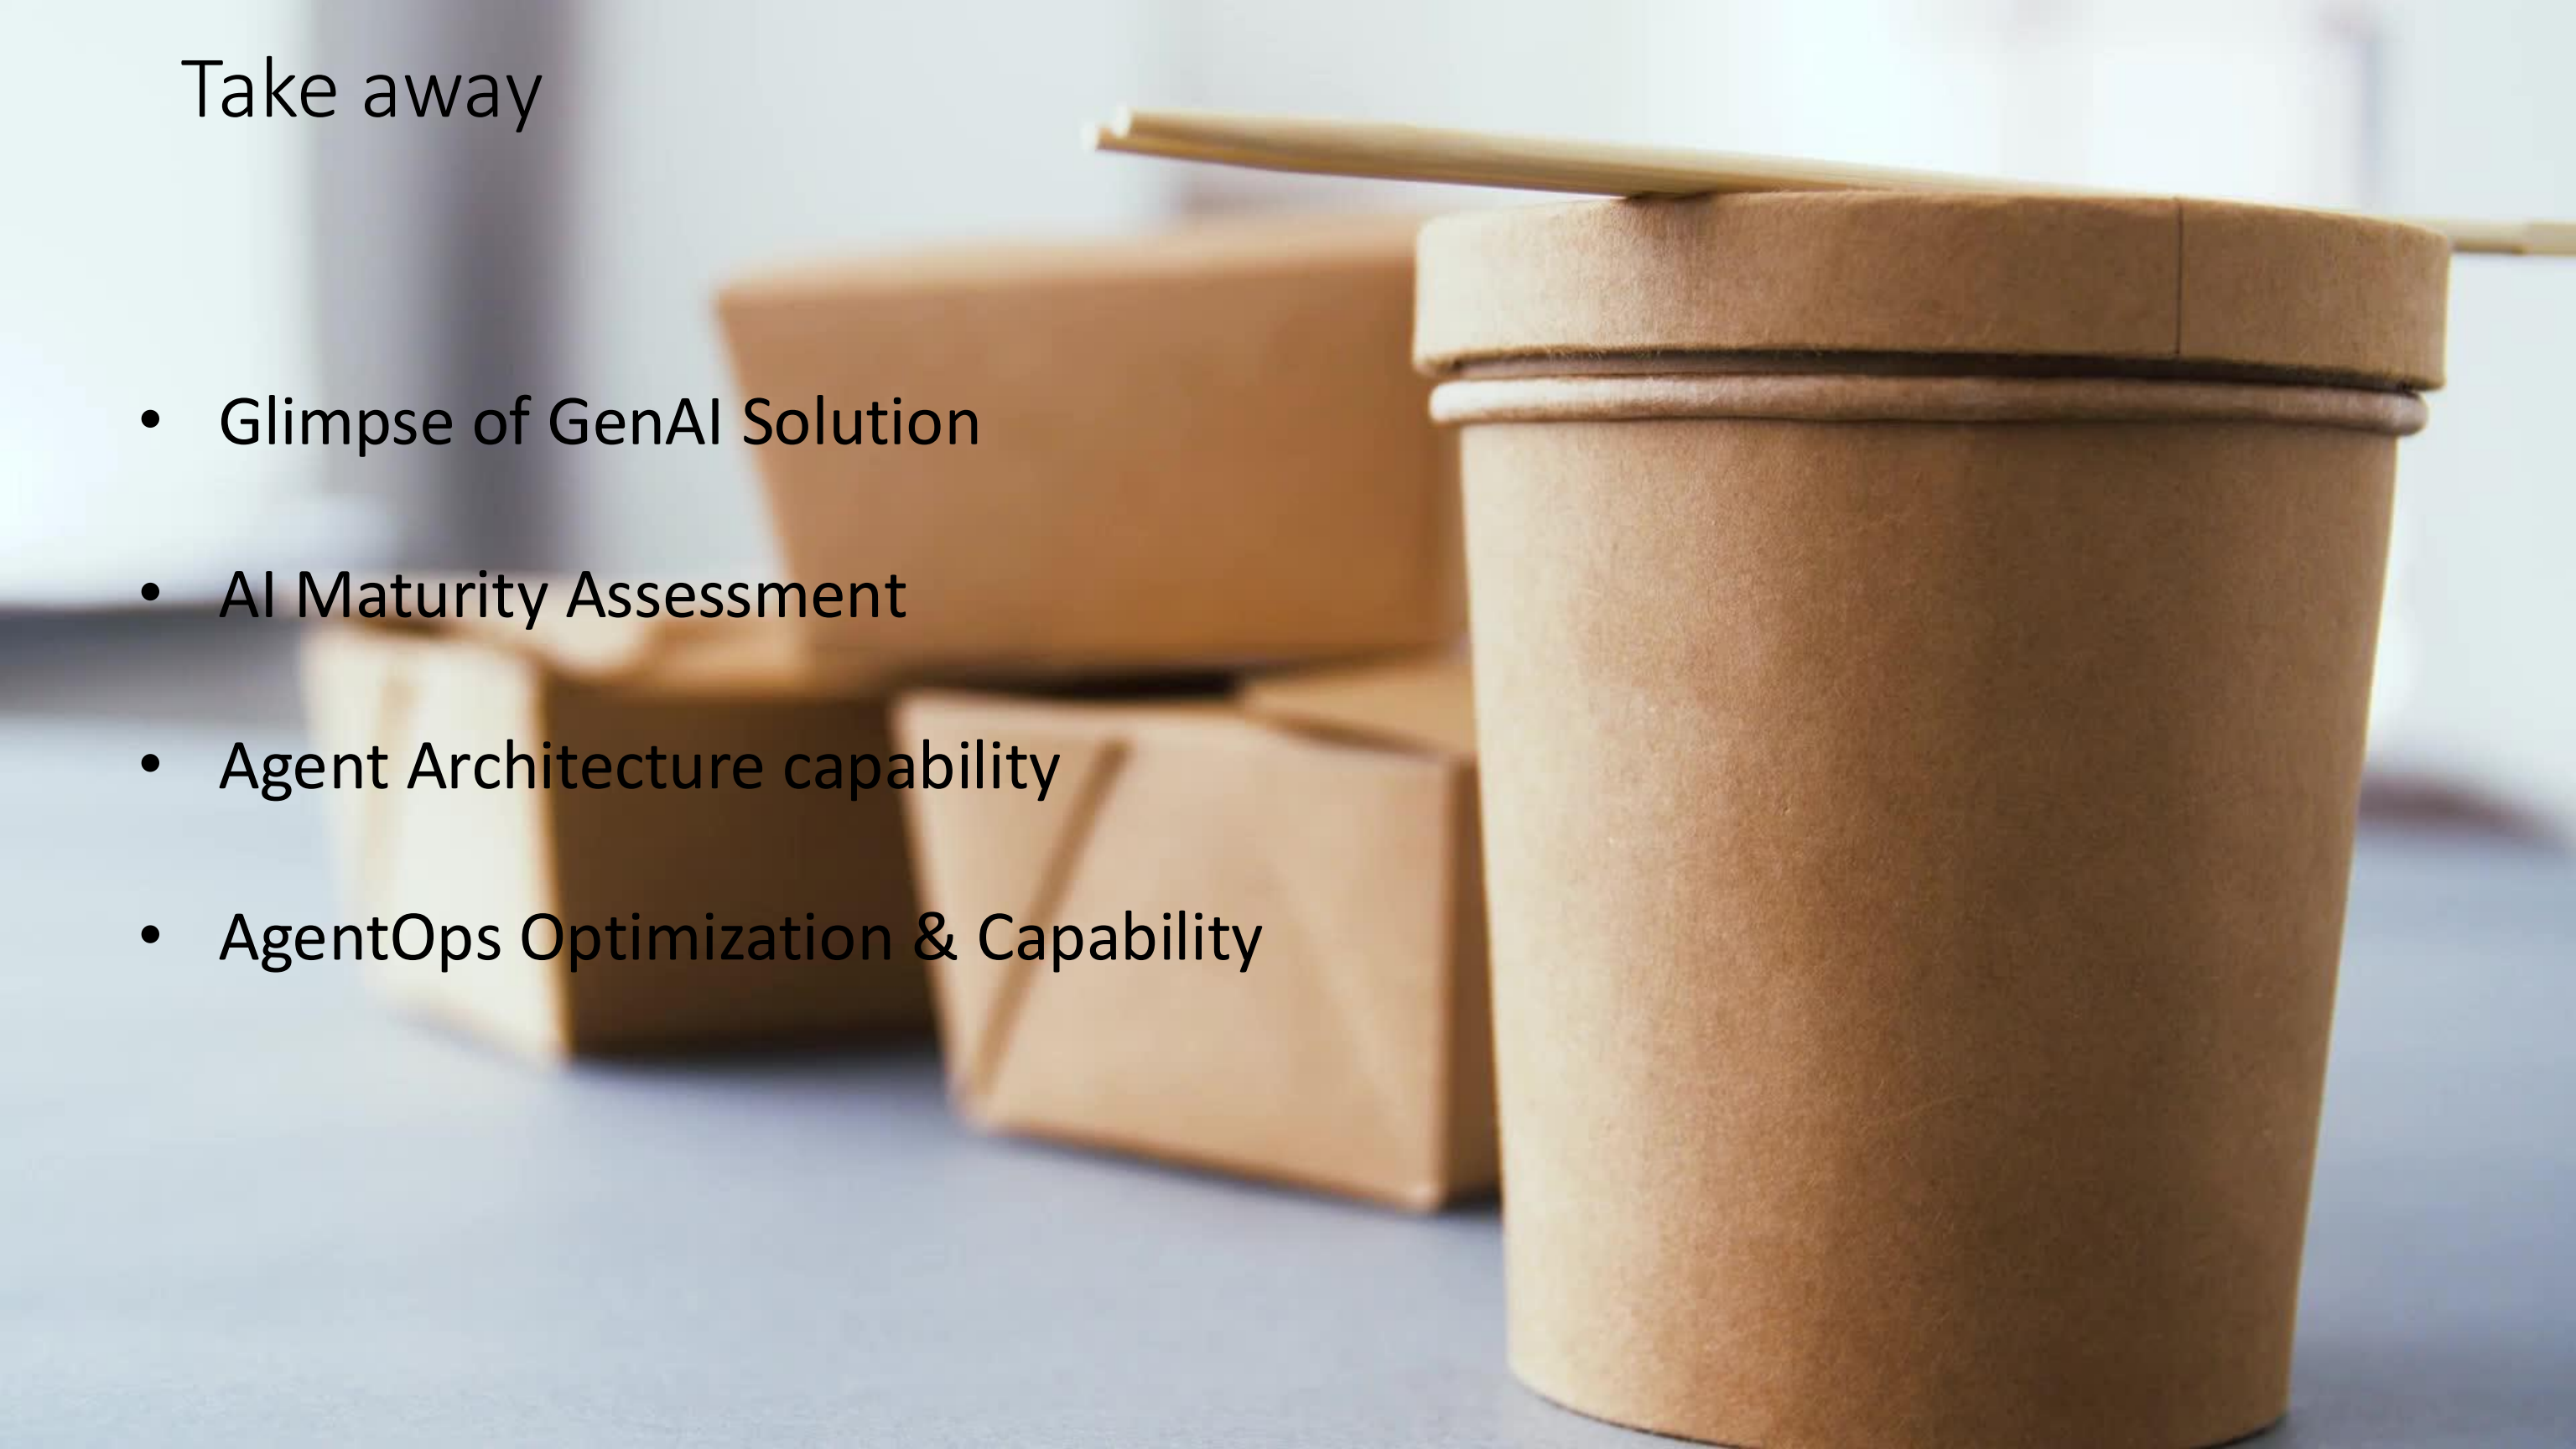 Take away
• Glimpse of GenAI Solution
• AI Maturity Assessment
• Agent Architecture capability
• AgentOps Optimization & Capability